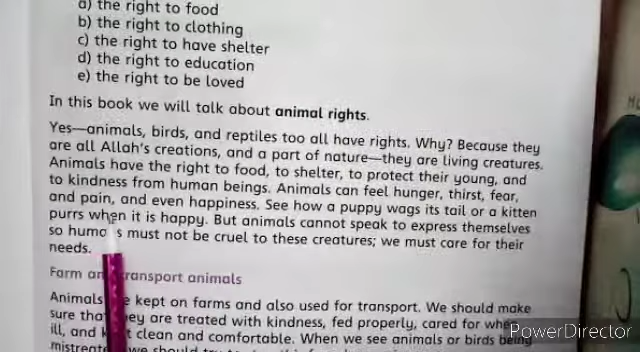 a) the right to food
b) the right to clothing
c) the right to have shelter
d) the right to education
e) the right to be loved
In this book we will talk about animal rights.
Yes—animals, birds, and reptiles too all have rights. Why? Because they
are all Allah's creations, and a part of nature—they are living creatures.
Animals have the right to food, to shelter, to protect their young, and
to kindness from human beings. Animals can feel hunger, thirst, fear,
and pain, and even happiness. See how a puppy wags its tail or a kitten
purrs when it is happy. But animals cannot speak to express themselves
so must not be cruel to these creatures; we must care for their
needs.
Farm transport animals
Animals kept on farms and also used for transport. We should make
sure they are treated with kindness, fed properly, cared for when
ill, and clean and comfortable. When we see animals or birds being
we should
PowerDirector